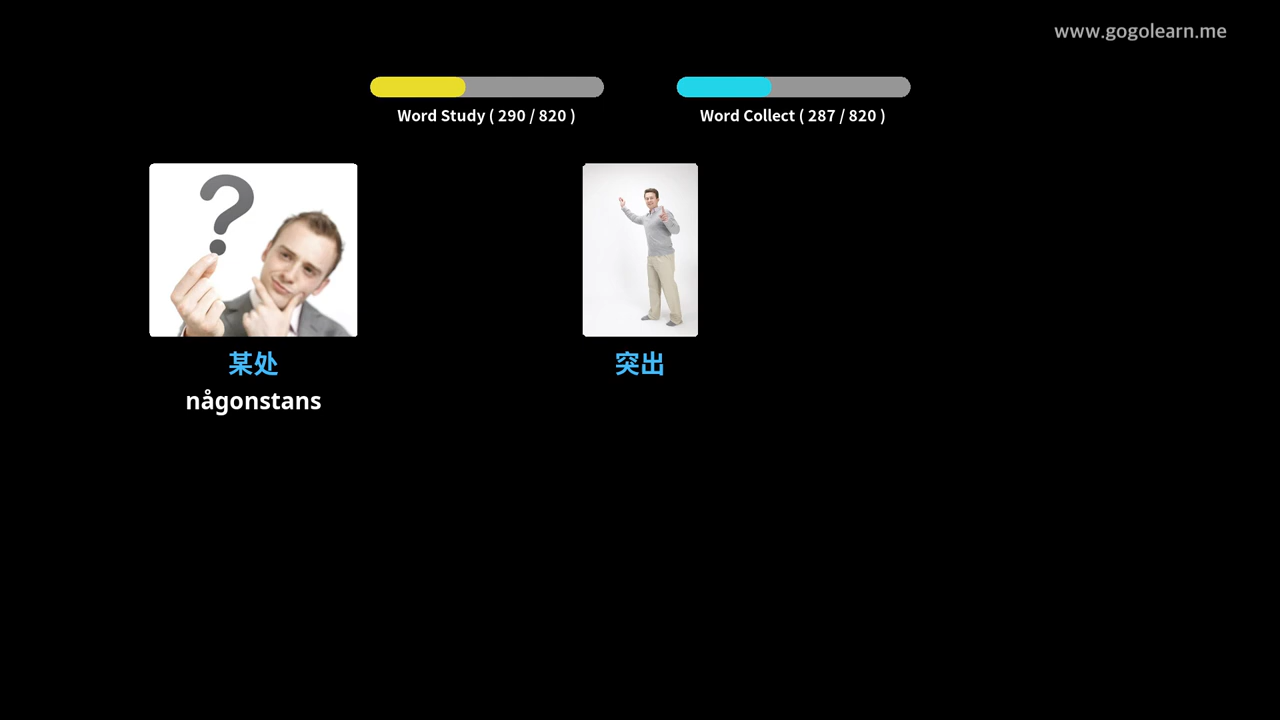 www.gogolearn.me
Word Study ( 290 / 820 )
Word Collect ( 287 / 820 )
?
某处
突出
någonstans